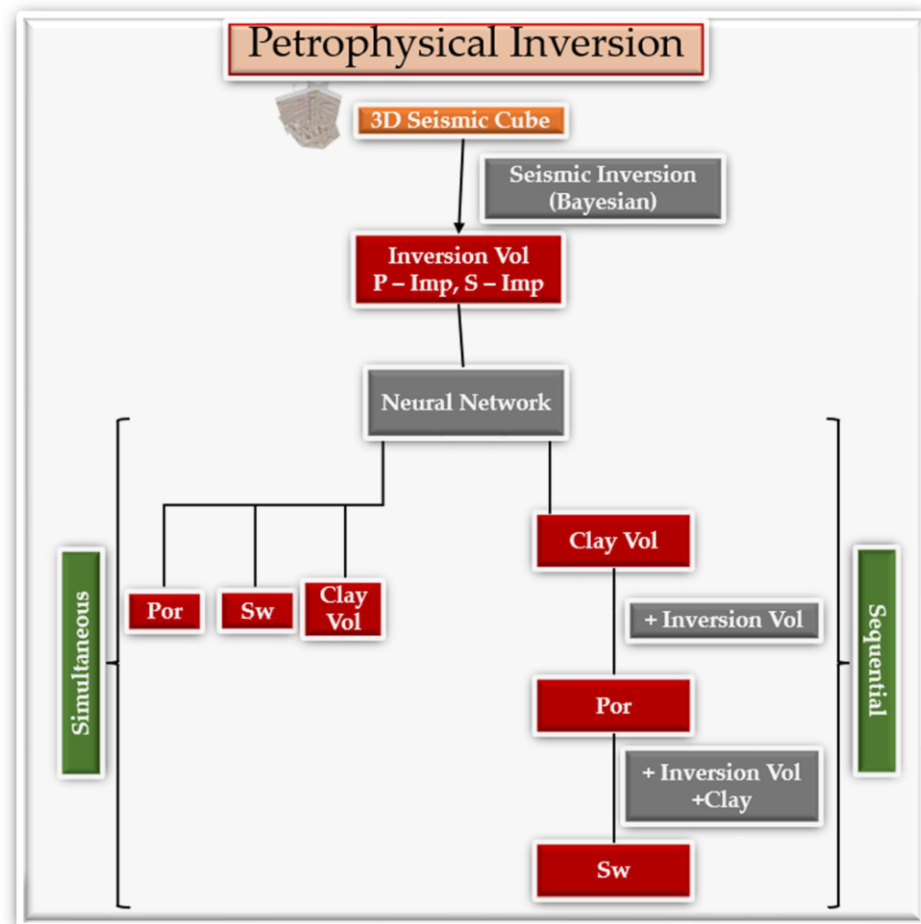 Petrophysical Inversion
3D Seismic Cube
Seismic Inversion
(Bayesian)
Inversion Vol
P – Imp, S – Imp
Neural Network
Simultaneous
Por
Sw
Clay
Vol
Clay Vol
+ Inversion Vol
Por
+ Inversion Vol
+Clay
Sw
Sequential